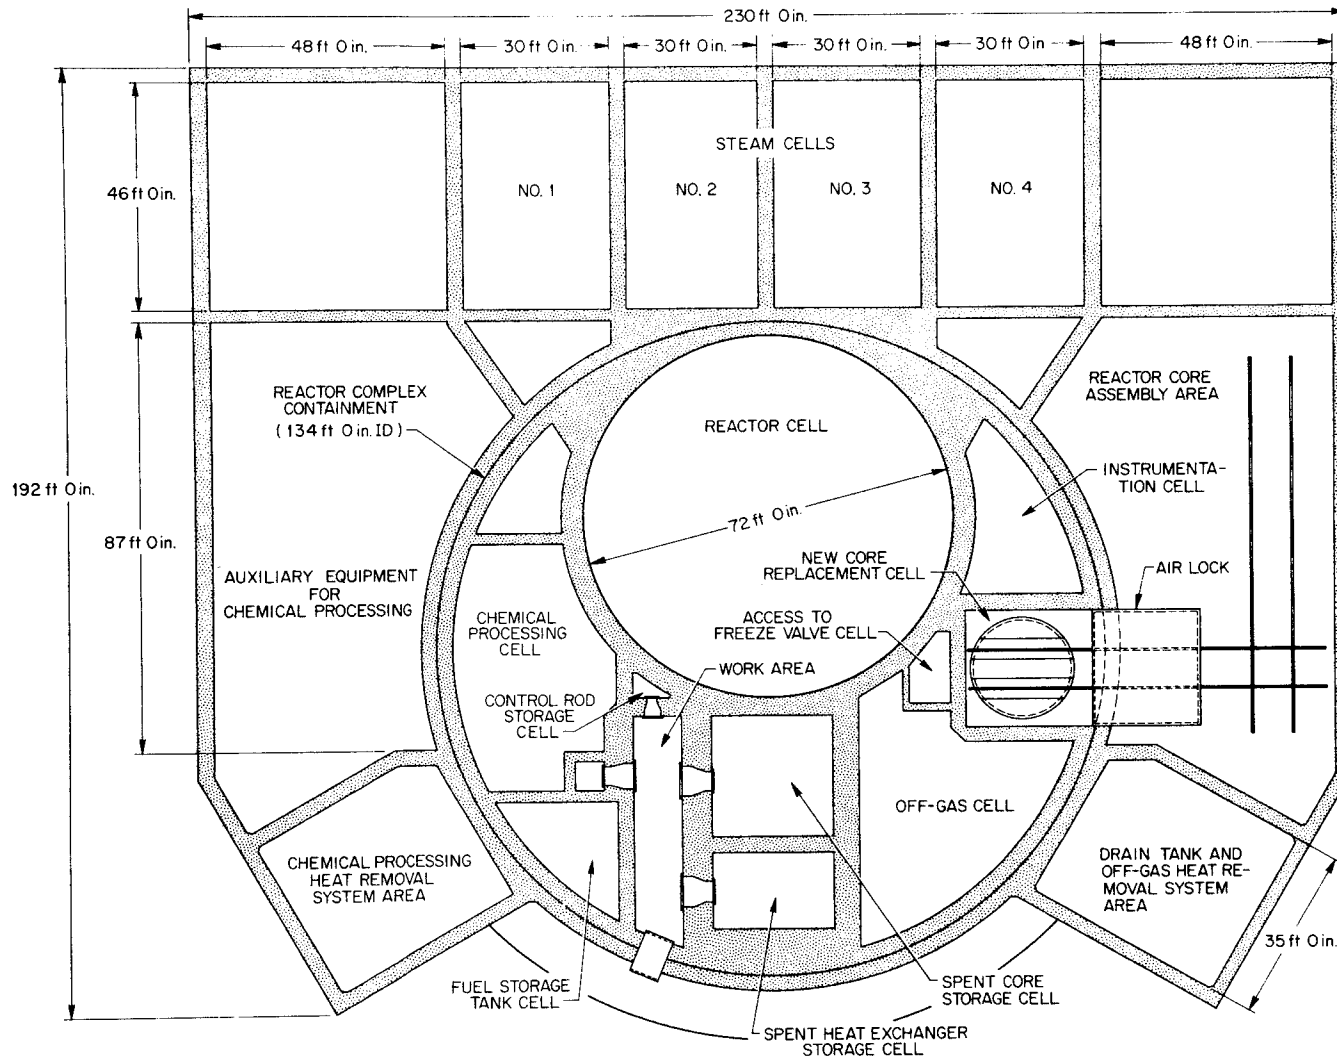 230 ft 0 in.
48 ft 0 in.
30 ft 0 in.
30 ft 0 in.
30 ft 0 in.
30 ft 0 in
48 ft 0 in.
STEAM CELLS
46 ft 0 in.
NO. 1
NO. 2
NO. 3
NO. 4
REACTOR COMPLEX
CONTAINMENT
(134 ft 0 in. ID)
REACTOR CELL
REACTOR CORE
ASSEMBLY AREA
INSTRUMENTA-
TION CELL
192 ft 0 in.
72 ft 0 in.
87 ft 0 in.
NEW CORE
REPLACEMENT CELL
AIR LOCK
AUXILIARY EQUIPMENT
FOR
CHEMICAL PROCESSING
CHEMICAL
PROCESSING
CELL
ACCESS TO
FREEZE VALVE CELL
WORK AREA
CONTROL ROD
STORAGE
CELL
OFF-GAS CELL
CHEMICAL PROCESSING
HEAT REMOVAL
SYSTEM AREA
DRAIN TANK AND
OFF-GAS HEAT RE-
MOVAL SYSTEM
AREA
35 ft 0 in.
FUEL STORAGE
TANK CELL
SPENT CORE
STORAGE CELL
SPENT HEAT EXCHANGER
STORAGE CELL